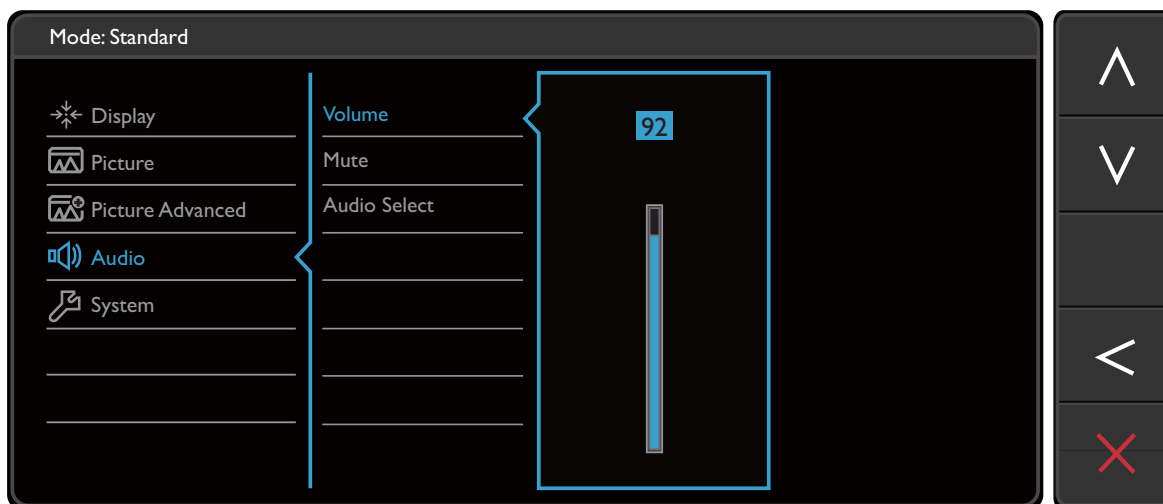 Mode: Standard
Display
Picture
Picture Advanced
Audio
System
Volume
Mute
Audio Select
92